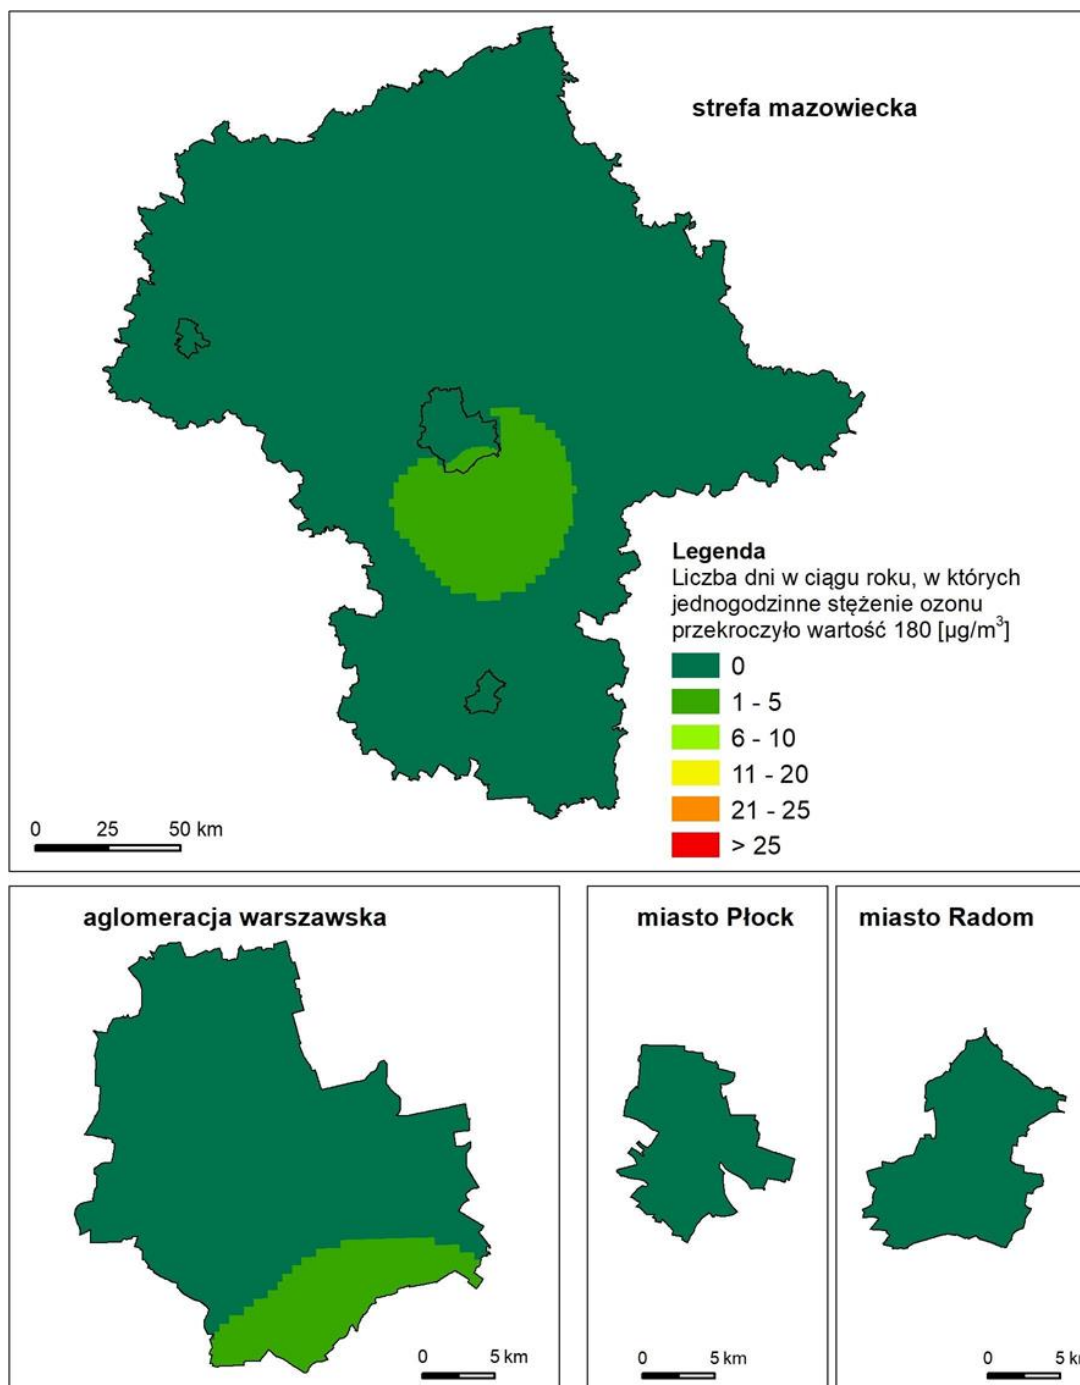 strefa mazowiecka
Legenda
Liczba dni w ciągu roku, w których
jednogodzinne stężenie ozonu
przekroczyło wartość 180 [µg/m³]
0
1 - 5
6 - 10
11 - 20
21 - 25
> 25
0 25 50 km
aglomeracja warszawska
0 5 km
miasto Płock
0 5 km
miasto Radom
0 5 km